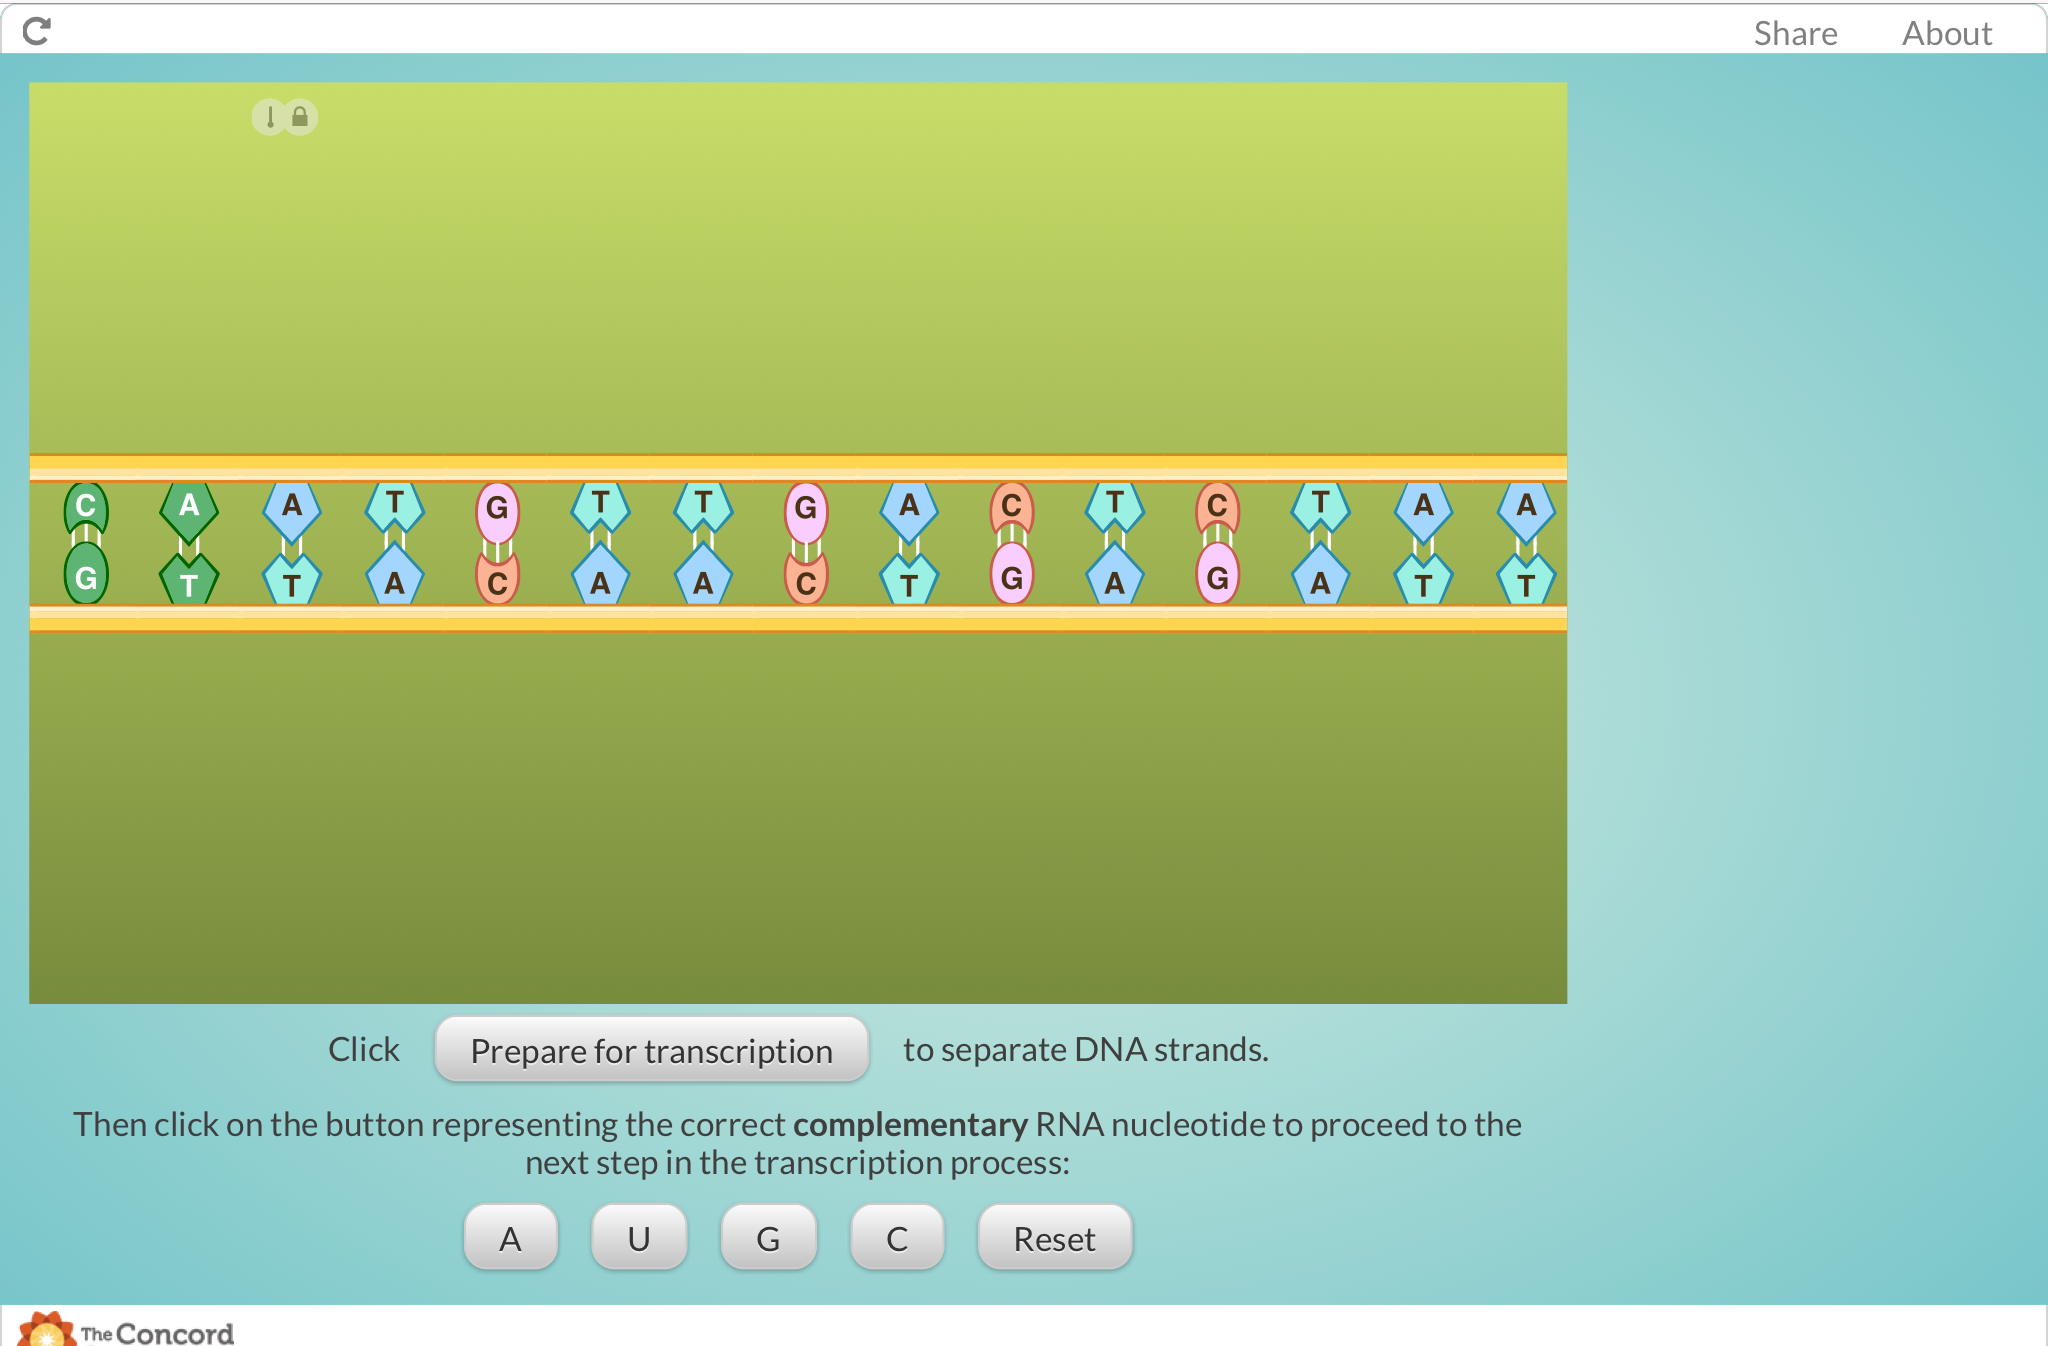 Share About
C A A T G T T G A C T C T A A
G T T A C A A C T G A G A T T
Click Prepare for transcription to separate DNA strands.
Then click on the button representing the correct complementary RNA nucleotide to proceed to the
next step in the transcription process:
A U G C Reset
The Concord